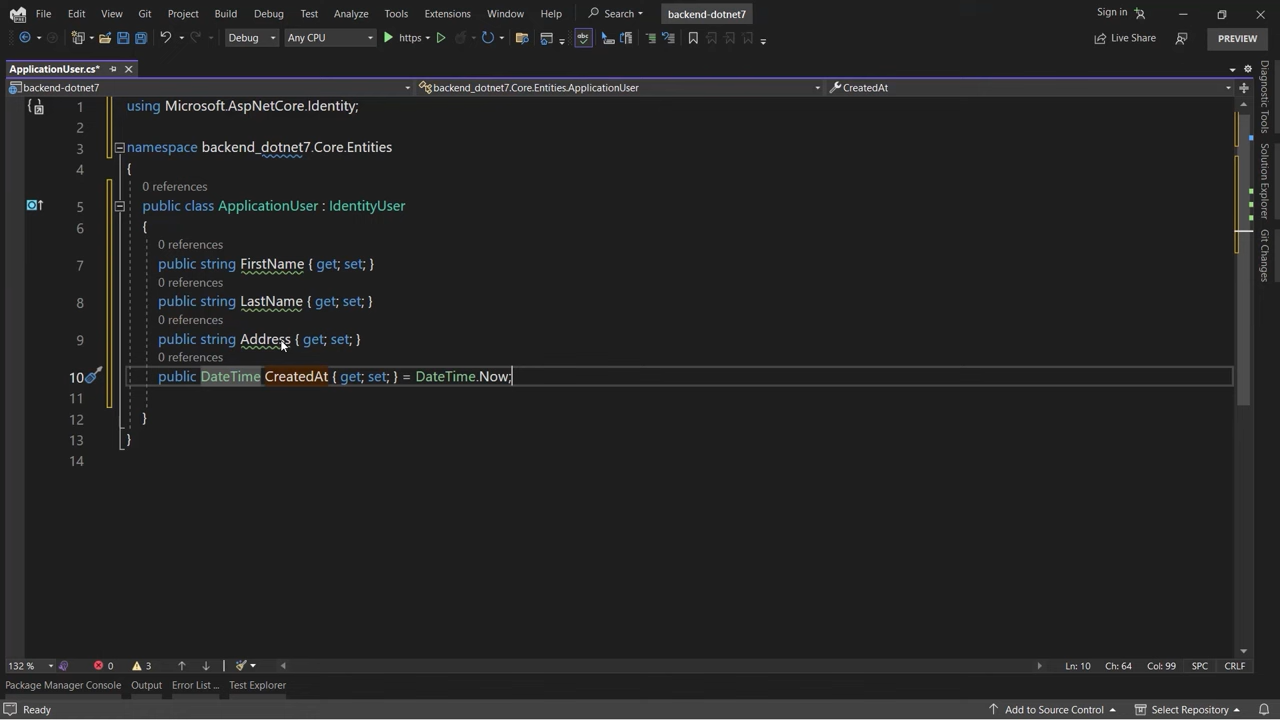 File Edit View Git Project Build Debug Test Analyze Tools Extensions Window Help Search backend-dotnet7 Sign in
Debug Any CPU https Live Share PREVIEW
ApplicationUser.cs*
backend-dotnet7 backend_dotnet7.Core.Entities.ApplicationUser CreatedAt
1 using Microsoft.AspNetCore.Identity;
2
3 namespace backend_dotnet7.Core.Entities
4 {
0 references
5 public class ApplicationUser : IdentityUser
6 {
0 references
7 public string FirstName { get; set; }
0 references
8 public string LastName { get; set; }
0 references
9 public string Address { get; set; }
0 references
10 public DateTime CreatedAt { get; set; } = DateTime.Now;
11
12 }
13 }
14
Diagnostic Tools
Solution Explorer
Git Changes
132 % 0 3 Ln: 10 Ch: 64 Col: 99 SPC CRLF
Package Manager Console Output Error List ... Test Explorer
Ready Add to Source Control Select Repository